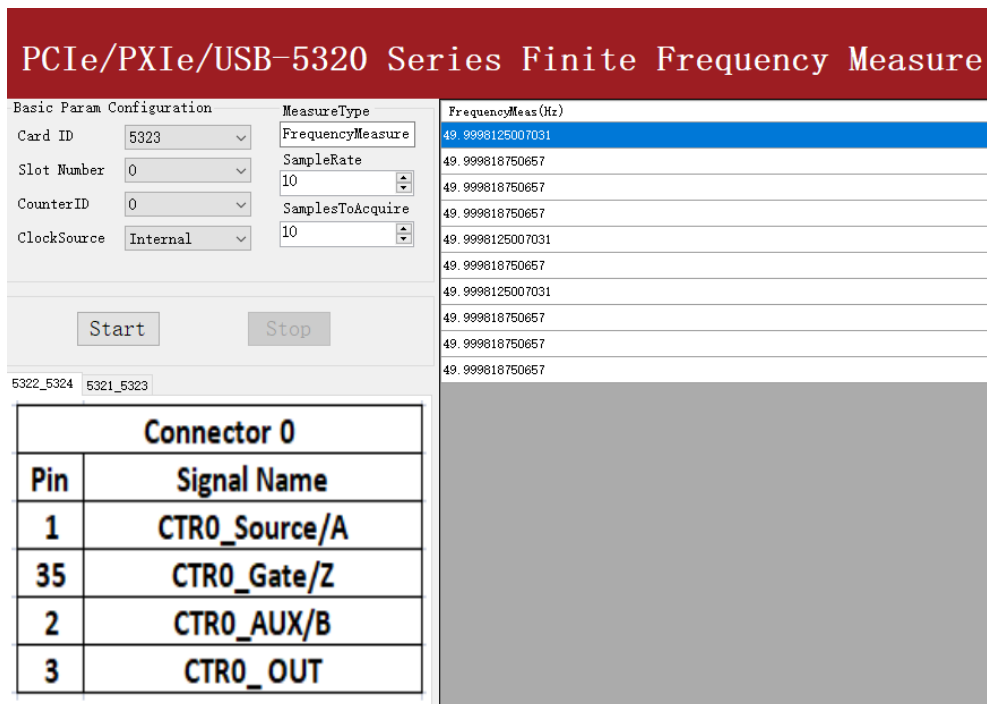 PCIe/PXIe/USB-5320 Series Finite Frequency Measure
Basic Param Configuration
Card ID 5323
Slot Number 0
CounterID 0
ClockSource Internal
MeasureType
FrequencyMeasure
SampleRate
10
SamplesToAcquire
10
Start Stop
5322_5324 5321_5323
Connector 0
Pin Signal Name
1 CTR0_Source/A
35 CTR0_Gate/Z
2 CTR0_AUX/B
3 CTR0_ OUT
FrequencyMeas(Hz)
49.9998125007031
49.999818750657
49.999818750657
49.999818750657
49.9998125007031
49.999818750657
49.9998125007031
49.999818750657
49.999818750657
49.999818750657